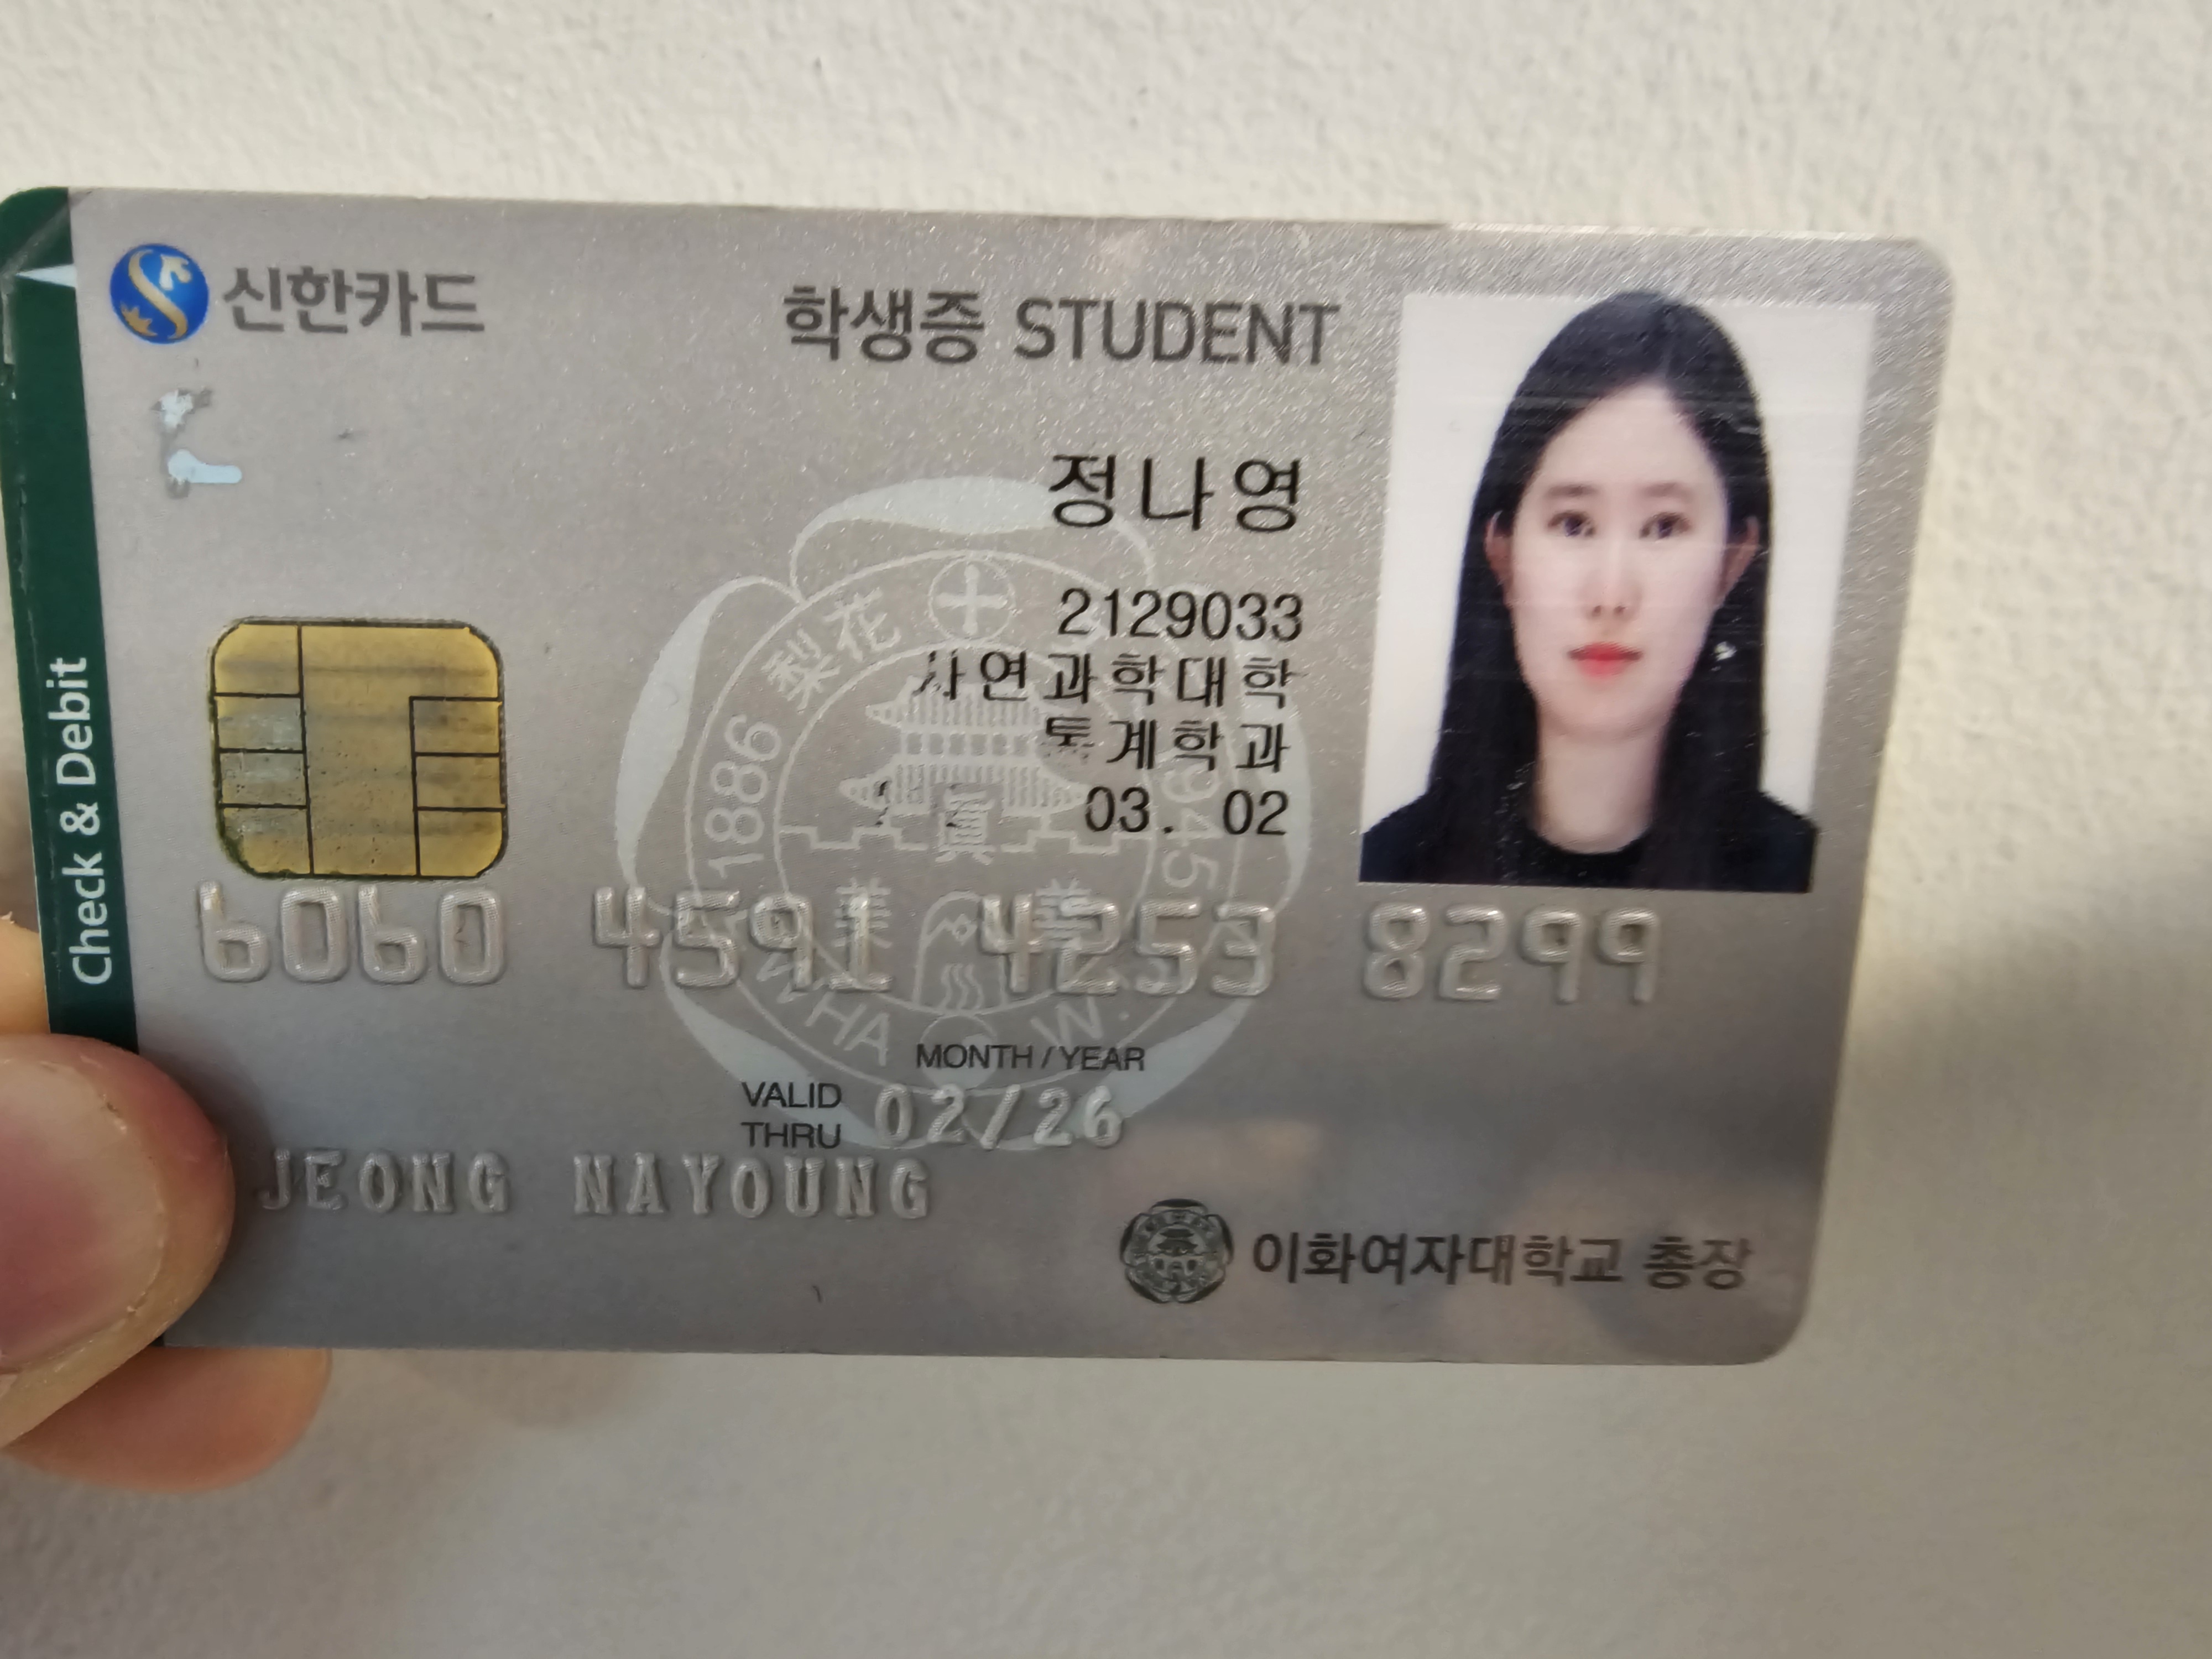 신한카드
학생증 STUDENT
정나영
2129033
자연과학대학
통계학과
03. 02
1886 梨花
Check & Debit
6060 4591 4253 8299
MONTH / YEAR
VALID THRU 02/26
JEONG NAYOUNG
이화여자대학교 총장